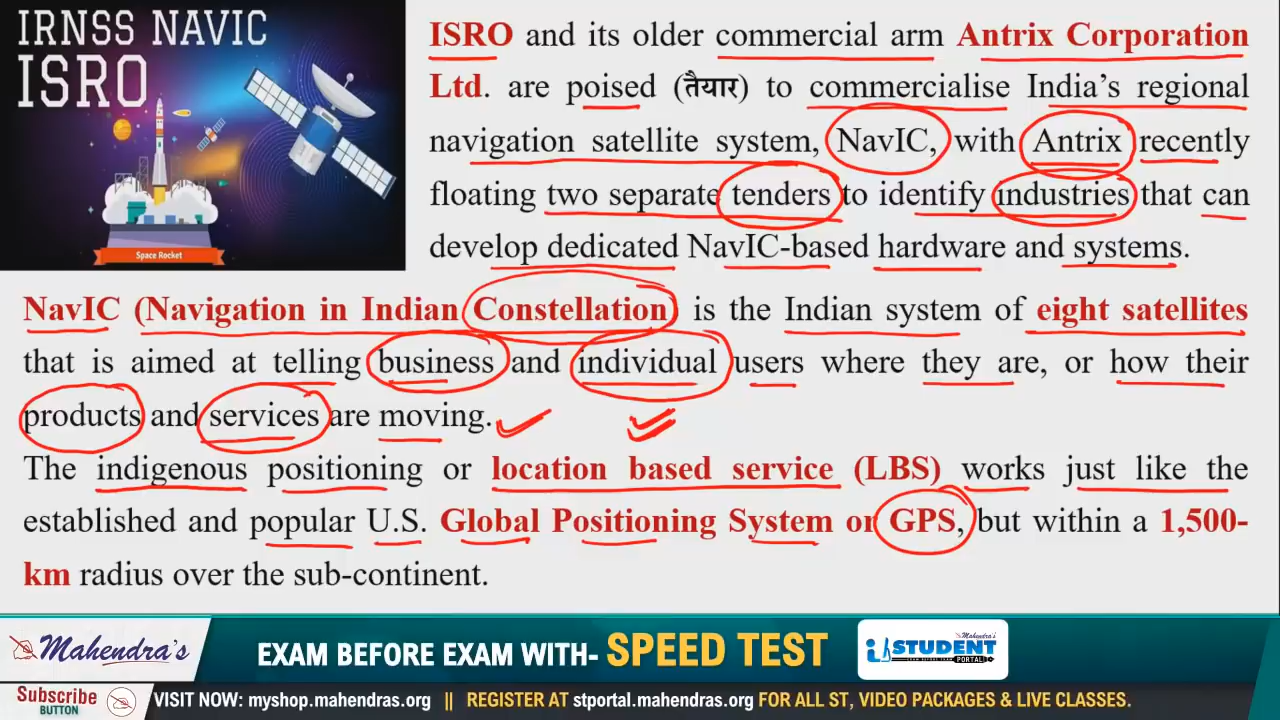 IRNSS NAVIC
ISRO
Space Rocket
ISRO and its older commercial arm Antrix Corporation
Ltd. are poised (तैयार) to commercialise India's regional
navigation satellite system, NavIC, with Antrix recently
floating two separate tenders to identify industries that can
develop dedicated NavIC-based hardware and systems.
NavIC (Navigation in Indian Constellation) is the Indian system of eight satellites
that is aimed at telling business and individual users where they are, or how their
products and services are moving.
The indigenous positioning or location based service (LBS) works just like the
established and popular U.S. Global Positioning System or GPS, but within a 1,500-
km radius over the sub-continent.
Mahendra's
EXAM BEFORE EXAM WITH- SPEED TEST
Mahendra's
STUDENT
PORTAL
Subscribe
BUTTON
VISIT NOW: myshop.mahendras.org || REGISTER AT stportal.mahendras.org FOR ALL ST, VIDEO PACKAGES & LIVE CLASSES.